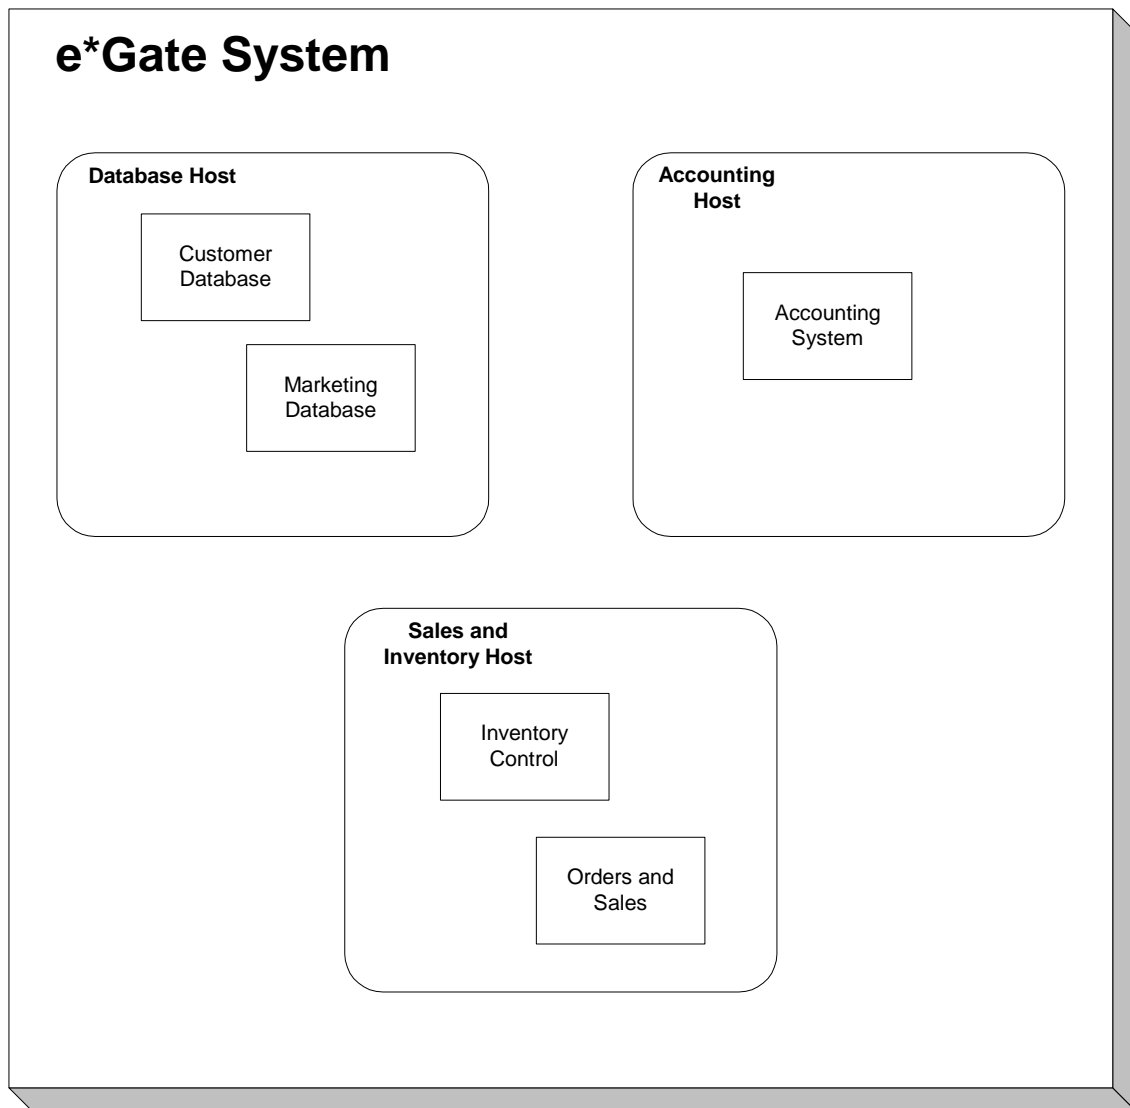 e*Gate System
Database Host
Customer
Database
Marketing
Database
Accounting
Host
Accounting
System
Sales and
Inventory Host
Inventory
Control
Orders and
Sales